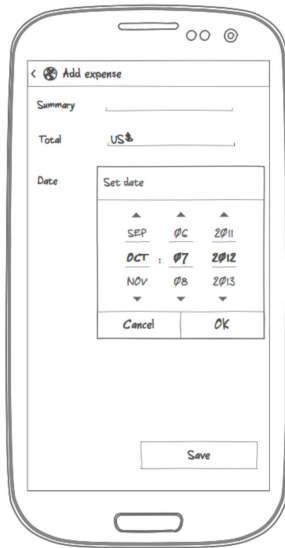 < Add expense
Summary
Total US$
Date Set date
SEP 06 2011
OCT : 07 2012
NOV 08 2013
Cancel OK
Save